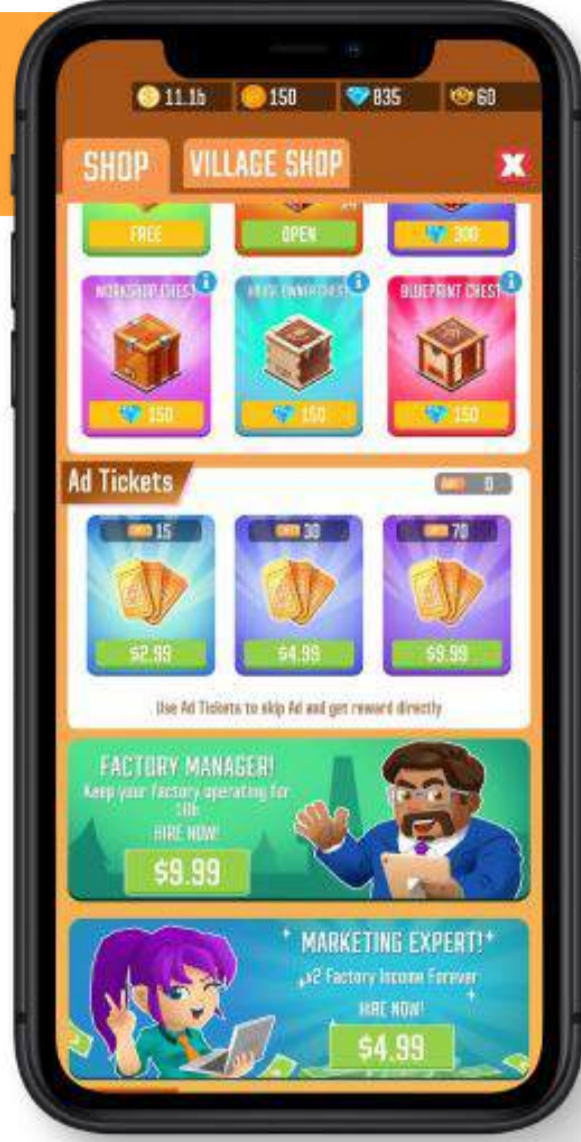 11.1b 150 835 60
SHOP VILLAGE SHOP X
FREE OPEN 300
WORKSHOP CHEST HOUSE OWNER CHEST BLUEPRINT CHEST
150 150 150
Ad Tickets 0
15 30 70
$2.99 $4.99 $9.99
Use Ad Tickets to skip Ad and get reward directly
FACTORY MANAGER!
Keep your factory operating for
HIRE NOW!
$9.99
MARKETING EXPERT!
x2 Factory Income Forever
HIRE NOW!
$4.99